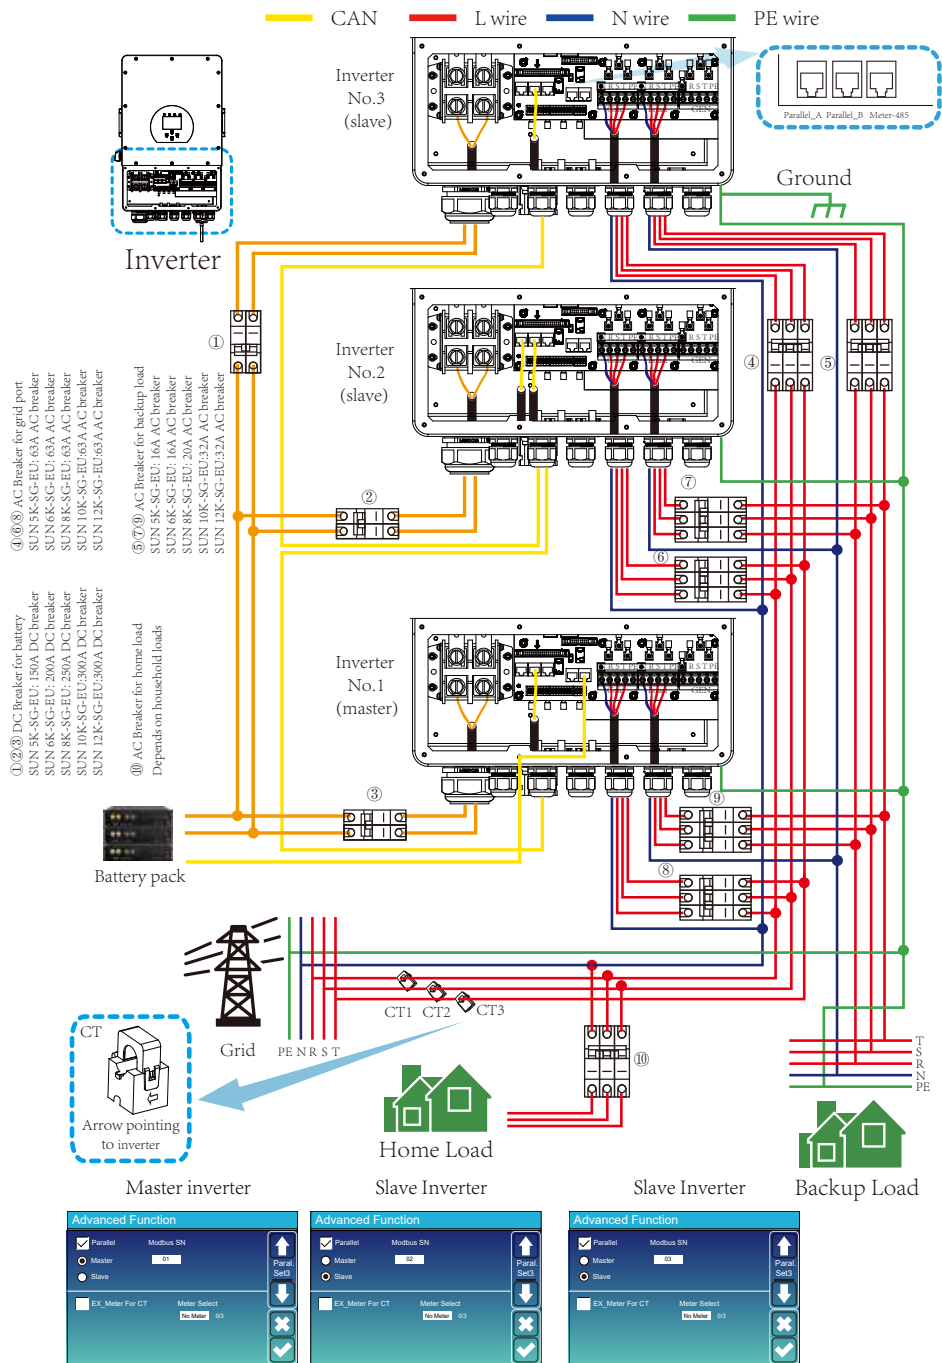 CAN
L wire
N wire
PE wire
Inverter
No.3
(slave)
Parallel_A Parallel_B Meter-485
Ground
Inverter
①
④⑥⑧ AC Breaker for grid port
SUN 5K-SG-EU: 63A AC breaker
SUN 6K-SG-EU: 63A AC breaker
SUN 8K-SG-EU: 63A AC breaker
SUN 10K-SG-EU:63A AC breaker
SUN 12K-SG-EU:63A AC breaker
⑤⑦⑨ AC Breaker for backup load
SUN 5K-SG-EU: 16A AC breaker
SUN 6K-SG-EU: 16A AC breaker
SUN 8K-SG-EU: 20A AC breaker
SUN 10K-SG-EU:32A AC breaker
SUN 12K-SG-EU:32A AC breaker
Inverter
No.2
(slave)
④
⑤
②
⑦
⑥
①②③ DC Breaker for battery
SUN 5K-SG-EU: 150A DC breaker
SUN 6K-SG-EU: 200A DC breaker
SUN 8K-SG-EU: 250A DC breaker
SUN 10K-SG-EU:300A DC breaker
SUN 12K-SG-EU:300A DC breaker
⑩ AC Breaker for home load
Depends on household loads
Inverter
No.1
(master)
③
⑨
⑧
Battery pack
CT1 CT2 CT3
Grid
PE N R S T
⑩
CT
Arrow pointing
to inverter
Home Load
T
S
R
N
PE
Backup Load
Master inverter
Advanced Function
Parallel
Modbus SN
Master
01
Slave
Paral.
Set3
EX_Meter For CT
Meter Select
No Meter 0/3
Slave Inverter
Advanced Function
Parallel
Modbus SN
Master
02
Slave
Paral.
Set3
EX_Meter For CT
Meter Select
No Meter 0/3
Slave Inverter
Advanced Function
Parallel
Modbus SN
Master
03
Slave
Paral.
Set3
EX_Meter For CT
Meter Select
No Meter 0/3